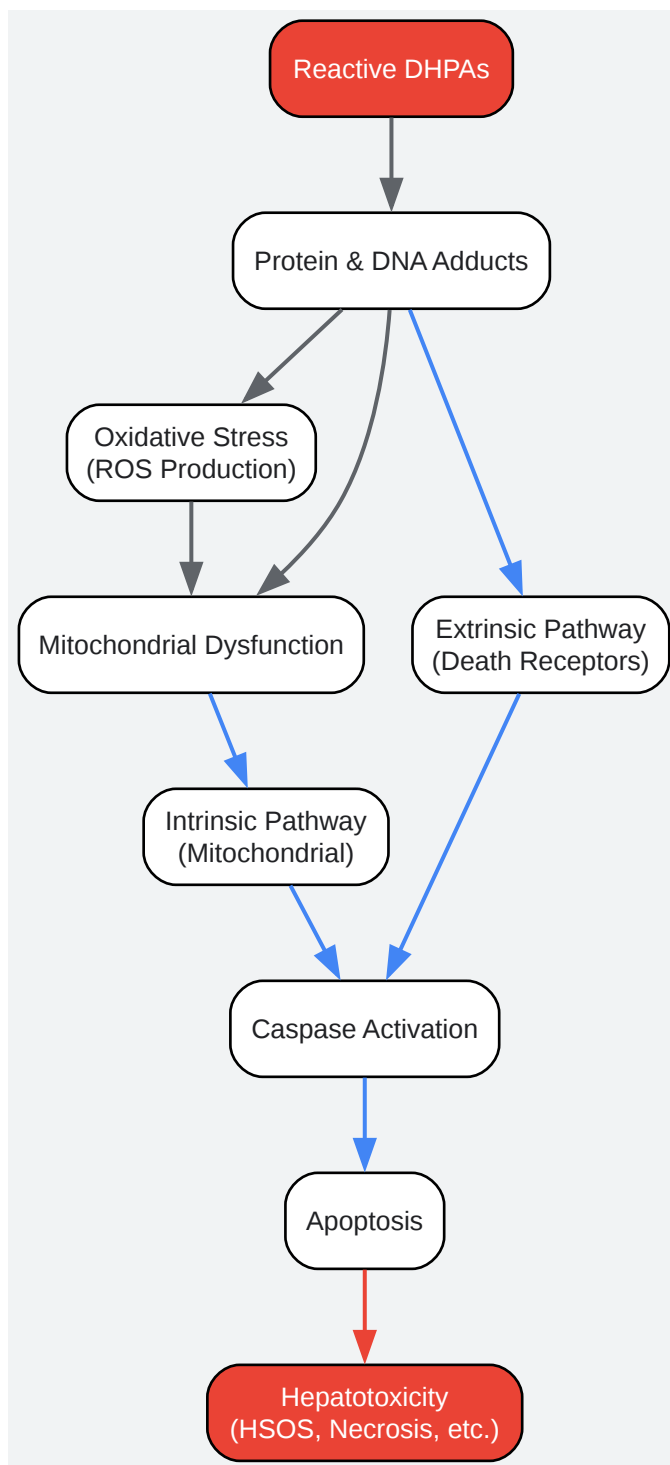 Reactive DHPAs
Protein & DNA Adducts
Oxidative Stress
(ROS Production)
Mitochondrial Dysfunction
Extrinsic Pathway
(Death Receptors)
Intrinsic Pathway
(Mitochondrial)
Caspase Activation
Apoptosis
Hepatotoxicity
(HSOS, Necrosis, etc.)